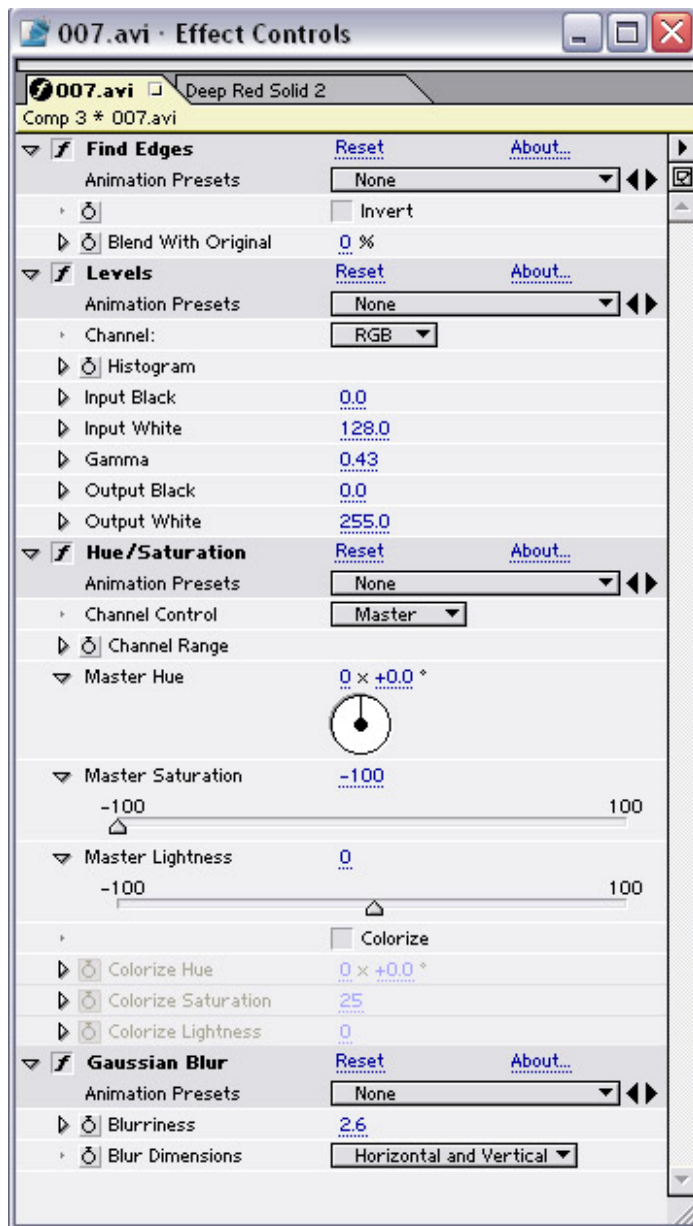 007.avi · Effect Controls
007.avi Deep Red Solid 2
Comp 3 * 007.avi
Find Edges Reset About...
Animation Presets None
Invert
Blend With Original 0 %
Levels Reset About...
Animation Presets None
Channel: RGB
Histogram
Input Black 0.0
Input White 128.0
Gamma 0.43
Output Black 0.0
Output White 255.0
Hue/Saturation Reset About...
Animation Presets None
Channel Control Master
Channel Range
Master Hue 0 × +0.0 °
Master Saturation -100
-100 100
Master Lightness 0
-100 100
Colorize
Colorize Hue 0 × +0.0 °
Colorize Saturation 25
Colorize Lightness 0
Gaussian Blur Reset About...
Animation Presets None
Blurriness 2.6
Blur Dimensions Horizontal and Vertical